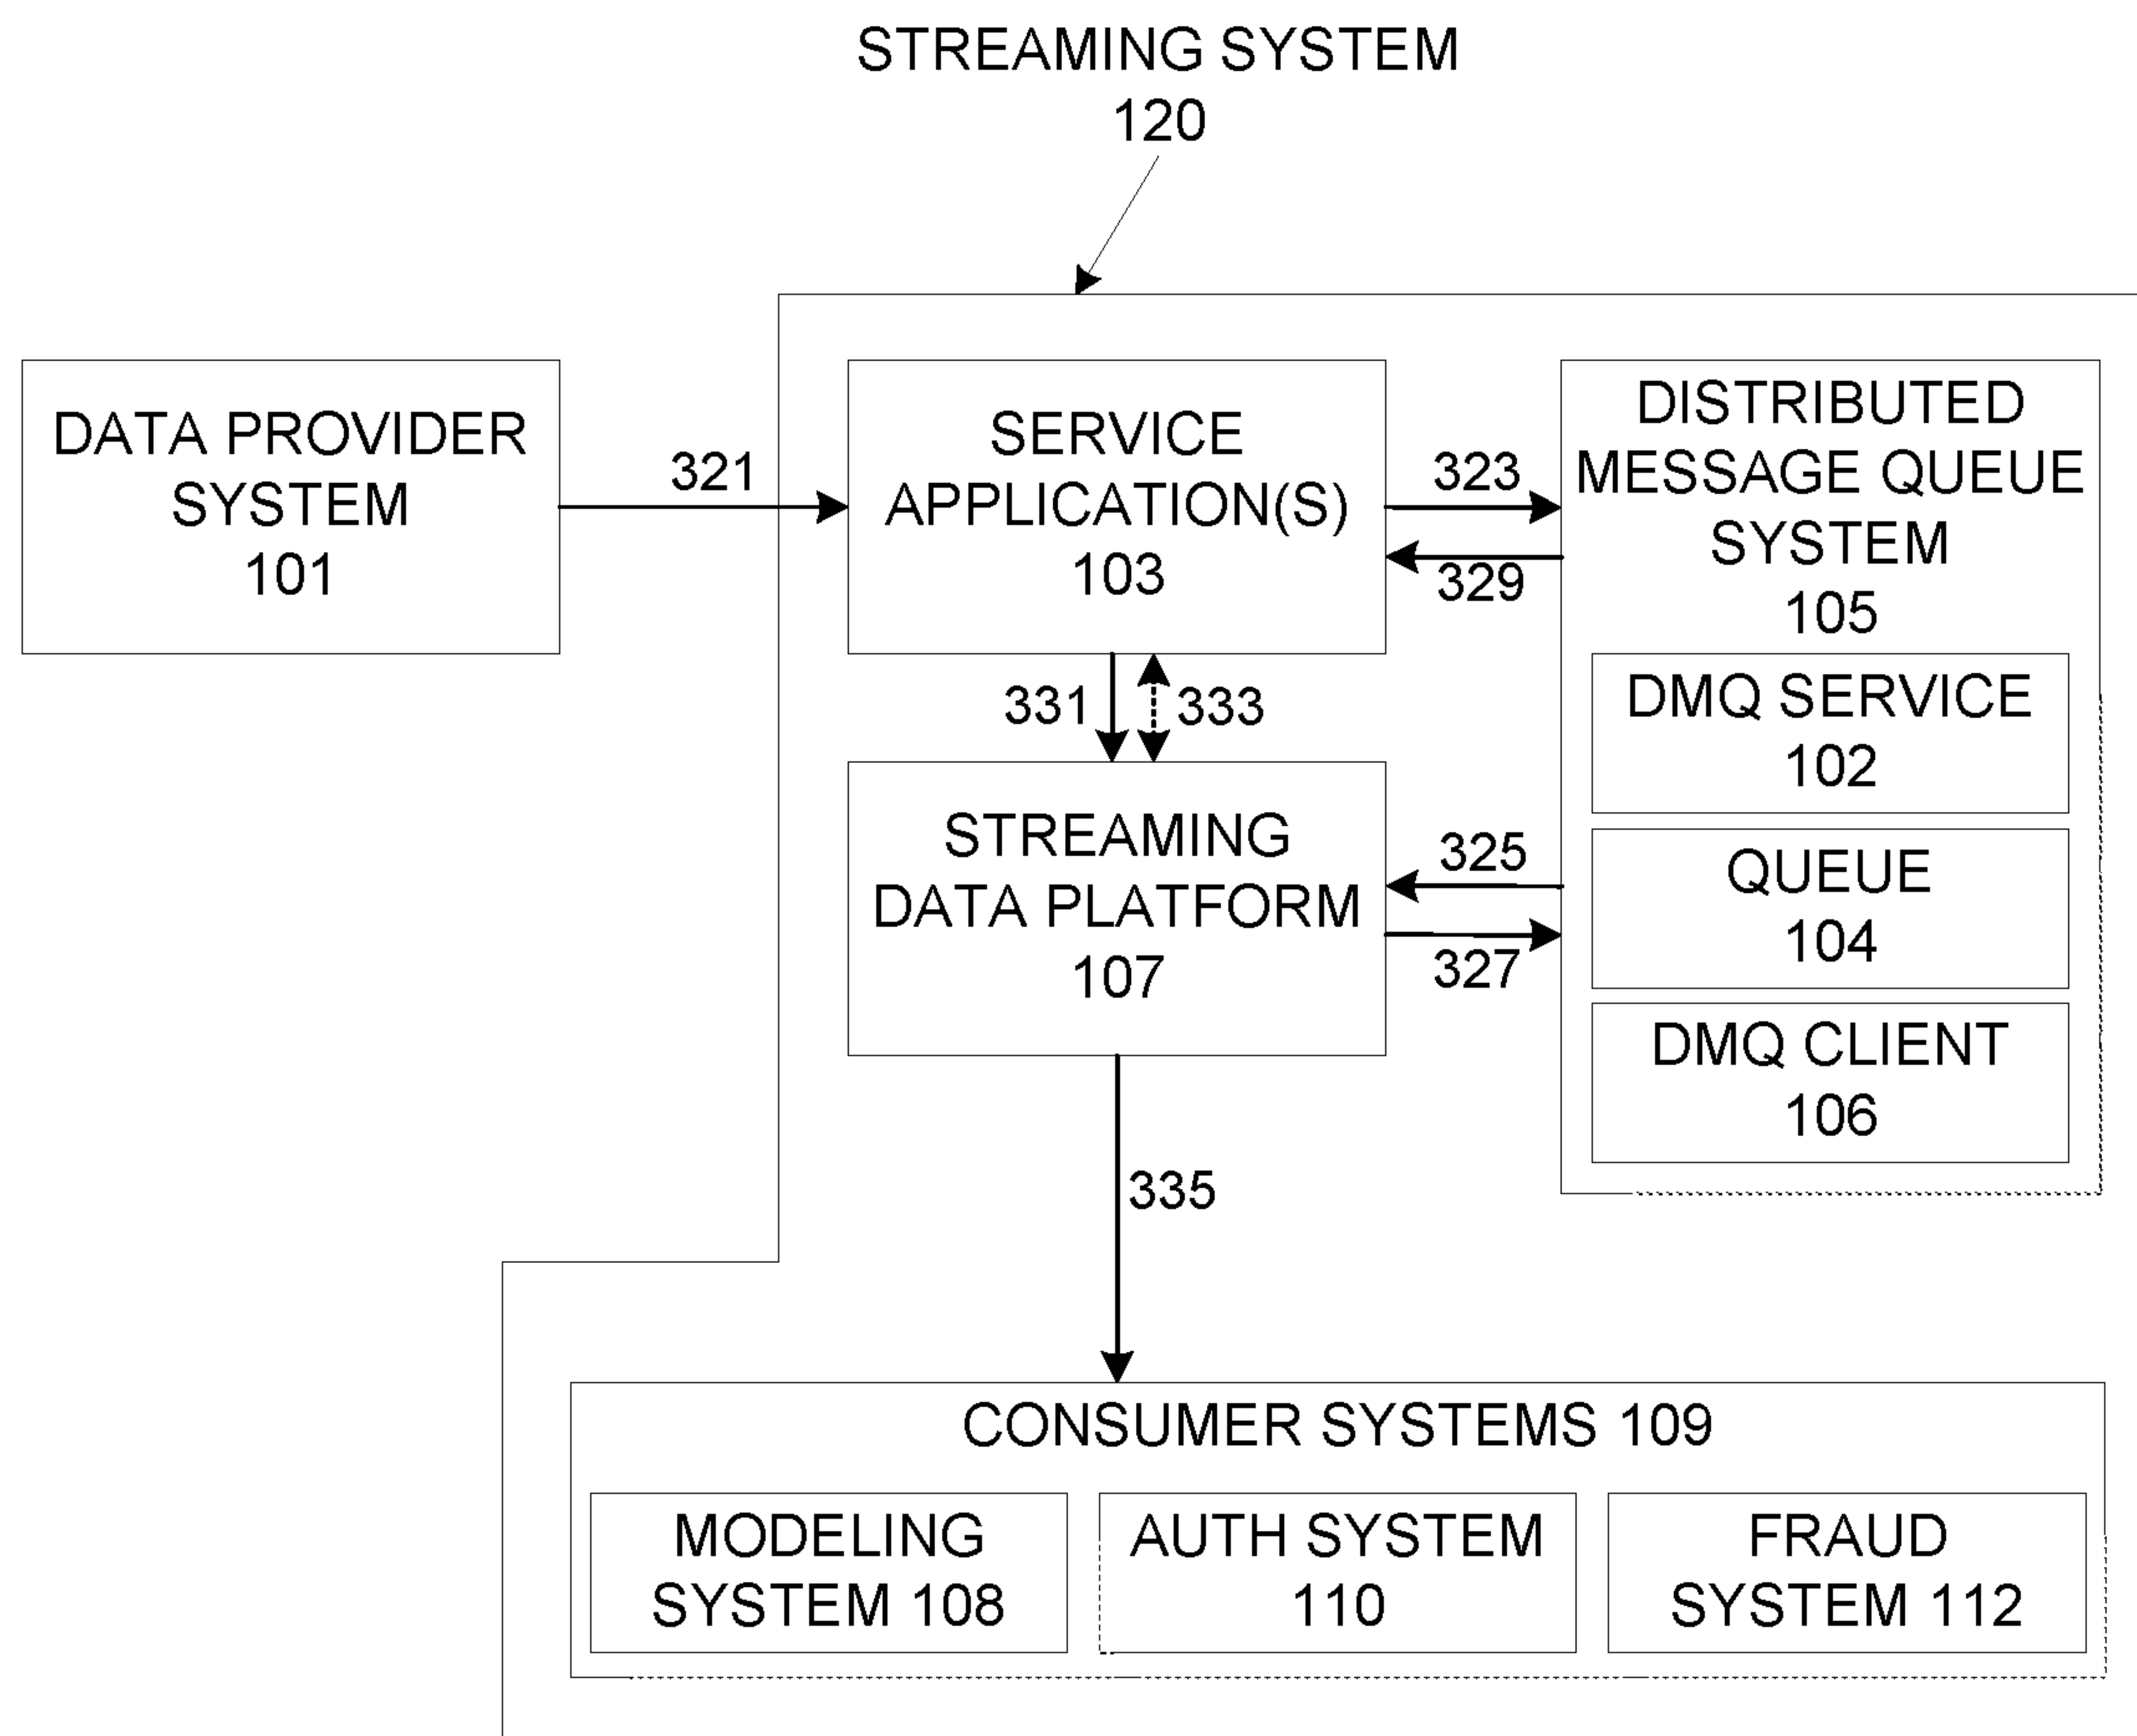 STREAMING SYSTEM
120
DATA PROVIDER
SYSTEM
101
321
SERVICE
APPLICATION(S)
103
323
329
DISTRIBUTED
MESSAGE QUEUE
SYSTEM
105
DMQ SERVICE
102
QUEUE
104
DMQ CLIENT
106
331
333
STREAMING
DATA PLATFORM
107
325
327
335
CONSUMER SYSTEMS 109
MODELING
SYSTEM 108
AUTH SYSTEM
110
FRAUD
SYSTEM 112